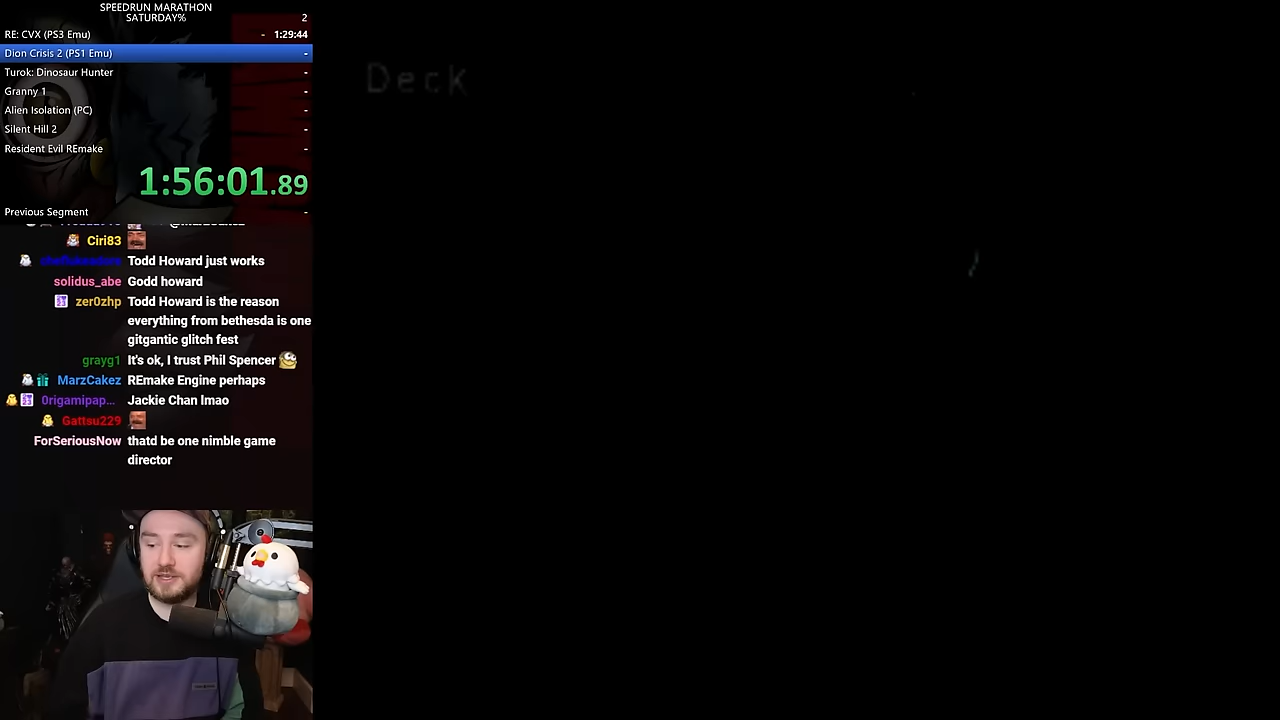 SPEEDRUN MARATHON
SATURDAY%
2
RE: CVX (PS3 Emu) - 1:29:44
Dion Crisis 2 (PS1 Emu) -
Turok: Dinosaur Hunter -
Granny 1 -
Alien Isolation (PC) -
Silent Hill 2 -
Resident Evil REmake -
1:56:01.89
Previous Segment -
Ciri83
Todd Howard just works
solidus_abe Godd howard
zer0zhp Todd Howard is the reason
everything from bethesda is one
gitgantic glitch fest
grayg1 It's ok, I trust Phil Spencer
MarzCakez REmake Engine perhaps
0rigamipap... Jackie Chan lmao
Gattsu229
ForSeriousNow thatd be one nimble game
director
Deck